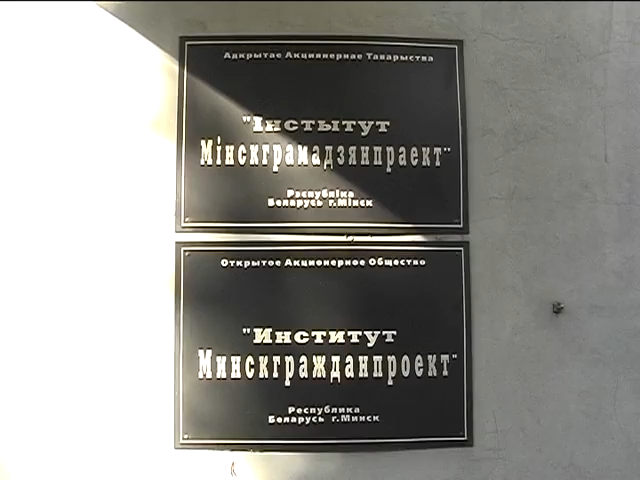 Адкрытае Акцыянернае Таварыства
"Інстытут
Мінскграмадзянпраект"
Рэспубліка
Беларусь г.Мінск
Открытое Акционерное Общество
"Институт
Минскгражданпроект"
Республика
Беларусь г.Минск